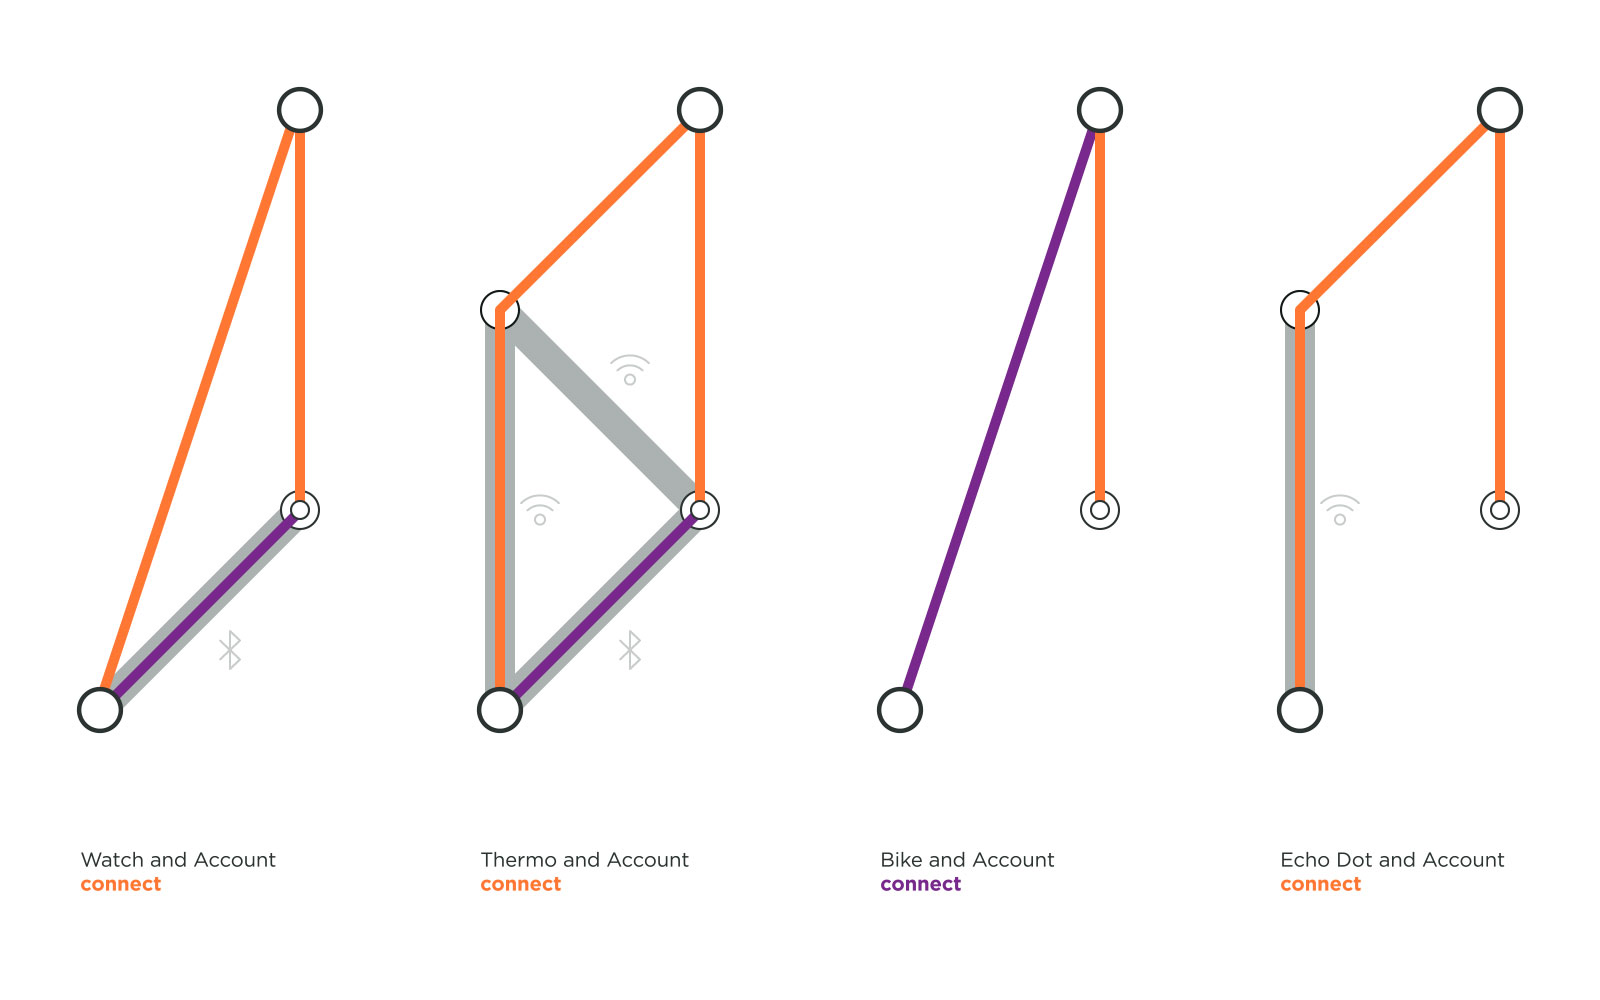 Watch and Account
connect
Thermo and Account
connect
Bike and Account
connect
Echo Dot and Account
connect